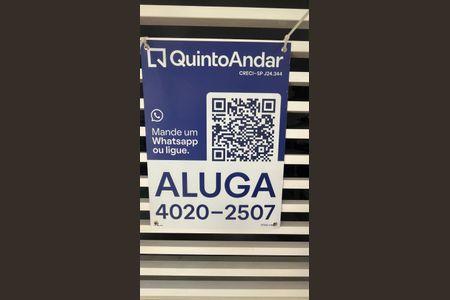 QuintoAndar
CRECI-SP J24.344
Mande um
Whatsapp
ou ligue.
ALUGA
4020-2507